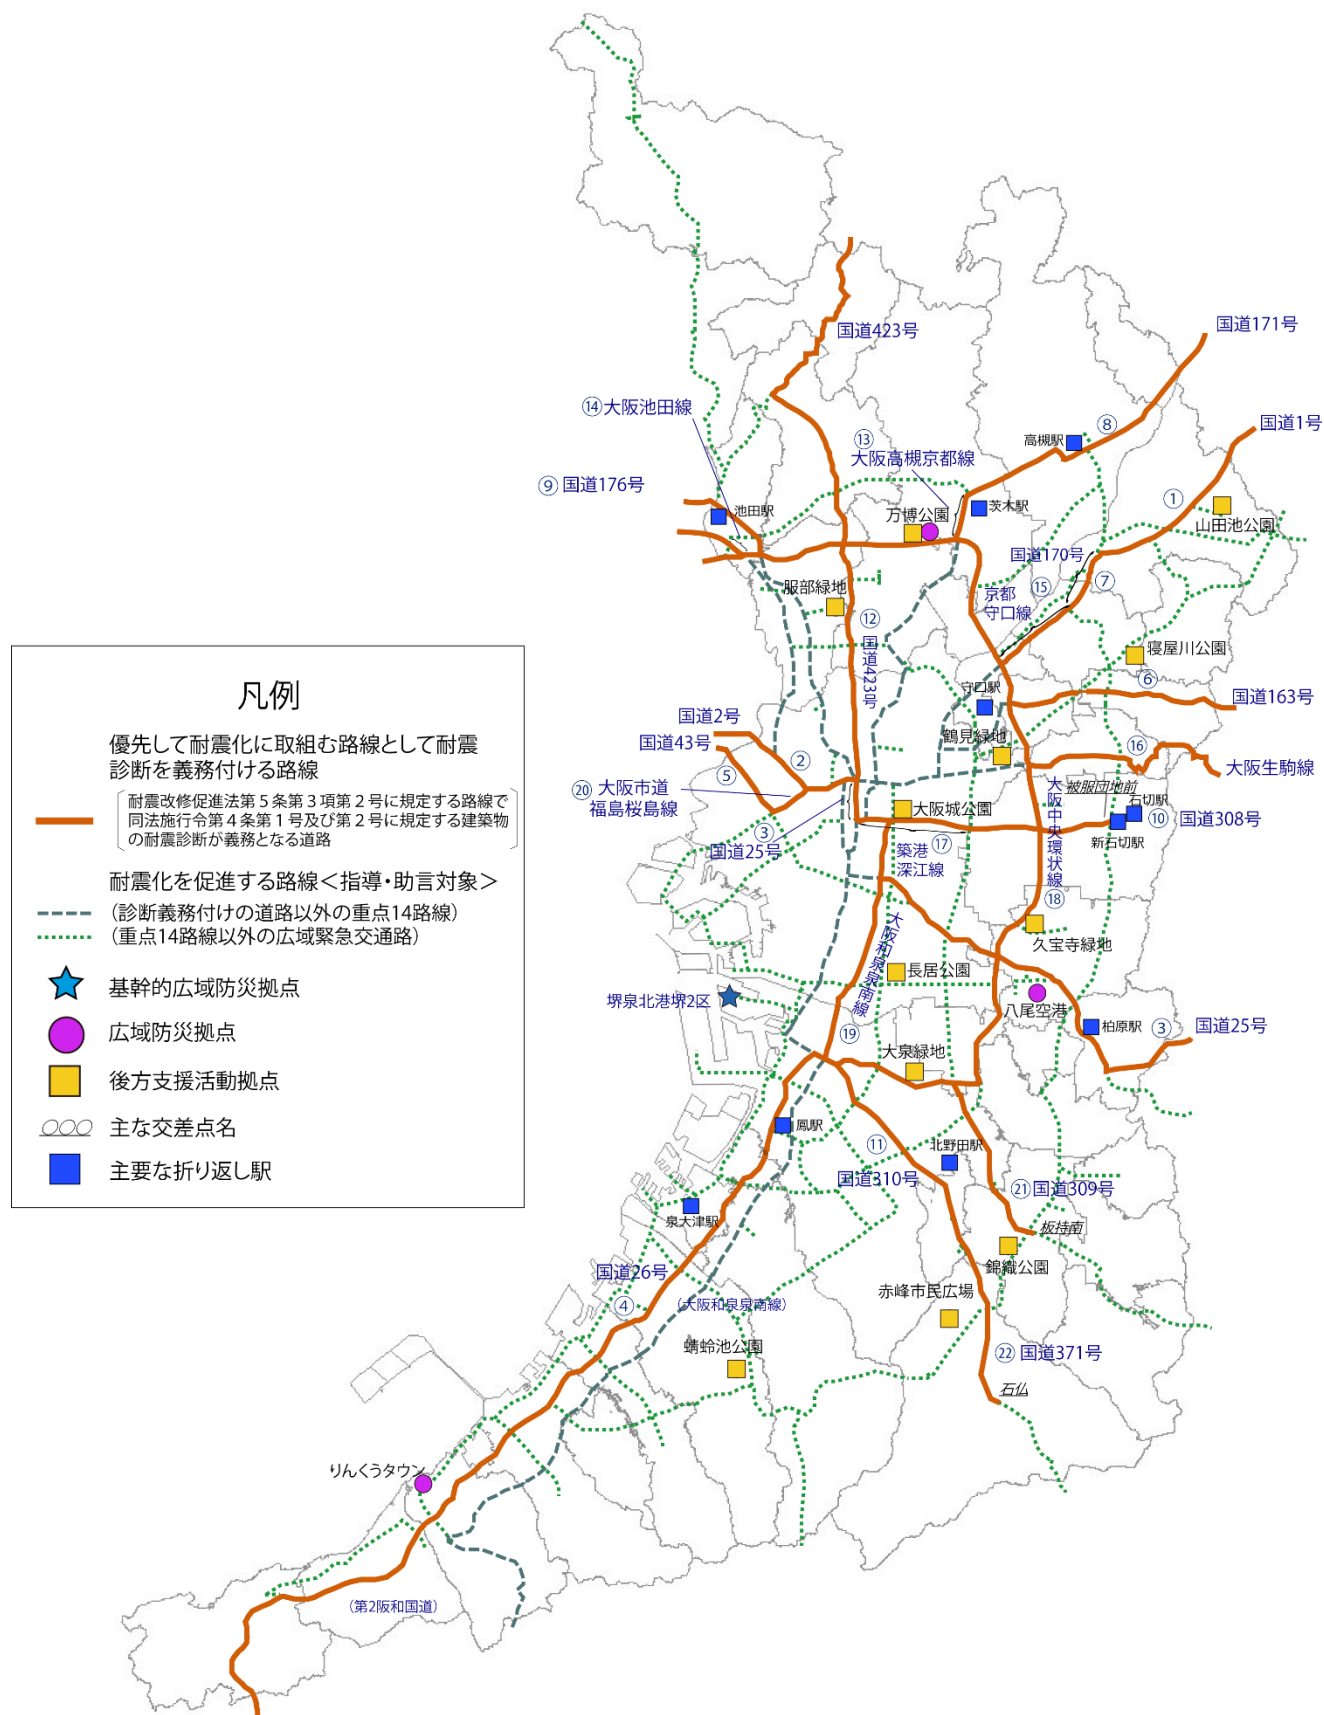 国道423号
国道171号
⑭大阪池田線
国道1号
⑧
⑬
高槻駅
大阪高槻京都線
⑨国道176号
①
池田駅
茨木駅
万博公園
山田池公園
国道170号
⑦
服部緑地
⑮
京都
守口線
⑫
国道423号
寝屋川公園
⑥
守口駅
国道163号
国道2号
国道43号
鶴見緑地
⑯
②
⑤
大阪生駒線
⑳大阪市道
福島桜島線
被服団地前
石切駅
大阪城公園
⑩国道308号
③
国道25号
新石切駅
⑰
築港
深江線
大阪中央環状線
⑱
久宝寺緑地
大阪和泉泉南線
長居公園
堺泉北港堺2区
八尾空港
柏原駅
③国道25号
⑲
大泉緑地
鳳駅
⑪
北野田駅
国道310号
㉑国道309号
泉大津駅
板持南
錦織公園
国道26号
④
（大阪和泉泉南線）
赤峰市民広場
蜻蛉池公園
㉒国道371号
石仏
りんくうタウン
（第2阪和国道）
凡例
優先して耐震化に取組む路線として耐震
診断を義務付ける路線
耐震改修促進法第５条第３項第２号に規定する路線で
同法施行令第４条第１号及び第２号に規定する建築物
の耐震診断が義務となる道路
耐震化を促進する路線＜指導・助言対象＞
（診断義務付けの道路以外の重点14路線）
（重点14路線以外の広域緊急交通路）
基幹的広域防災拠点
広域防災拠点
後方支援活動拠点
○○○ 主な交差点名
主要な折り返し駅